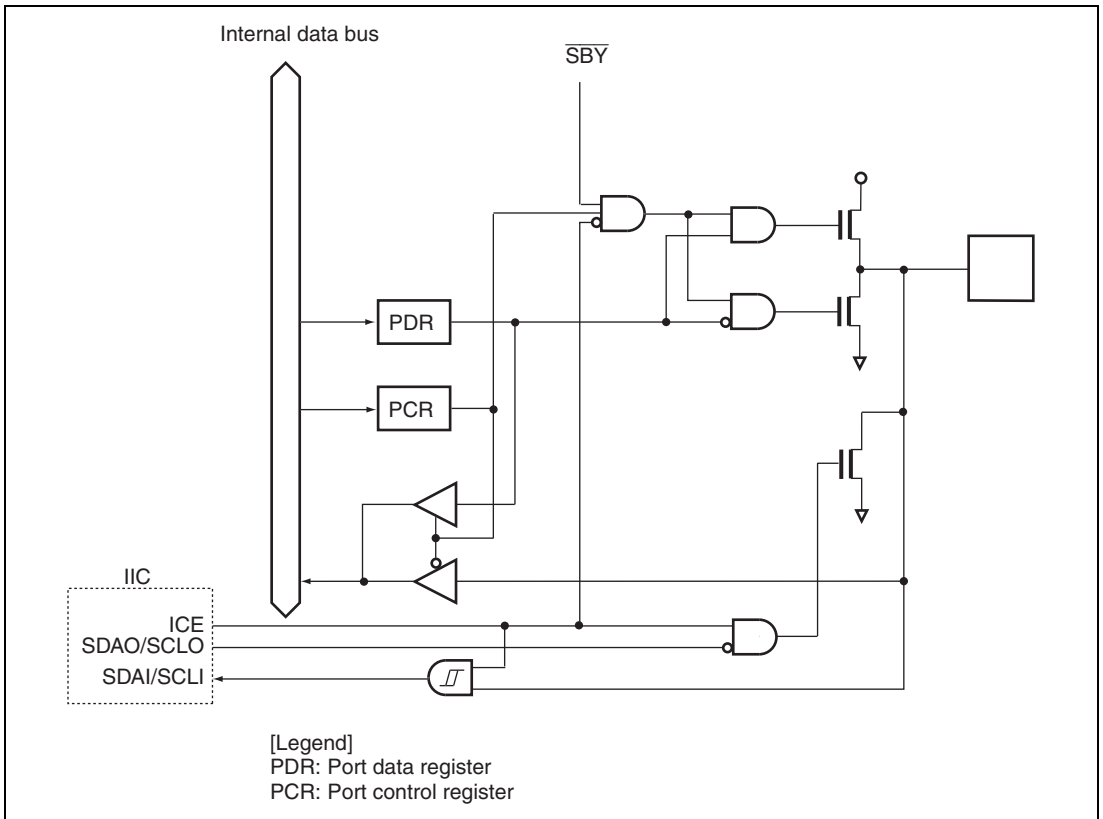 Internal data bus
SBY
PDR
PCR
IIC
ICE
SDAO/SCLO
SDAI/SCLI
[Legend]
PDR: Port data register
PCR: Port control register